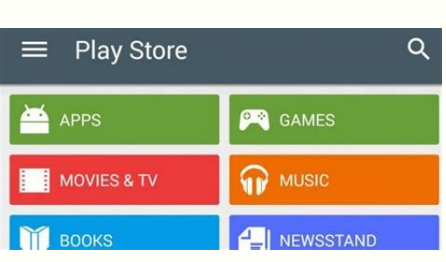 Play Store
APPS
GAMES
MOVIES & TV
MUSIC
BOOKS
NEWSSTAND